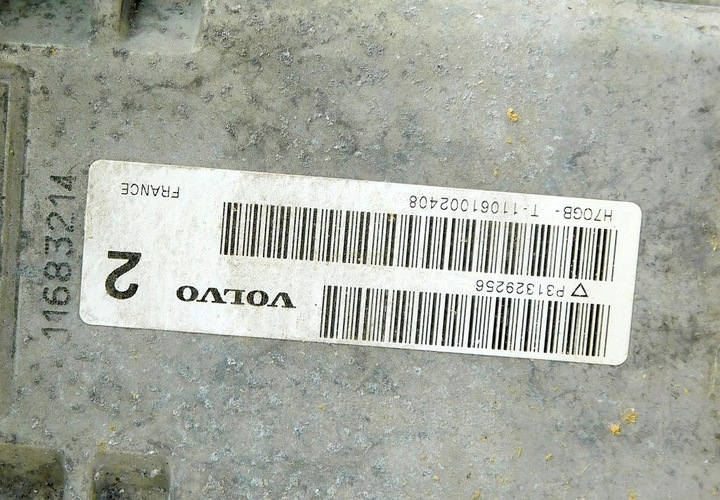 ▽ P31329256
VOLVO
2
H7OGB - T-11061002408
FRANCE
11683214